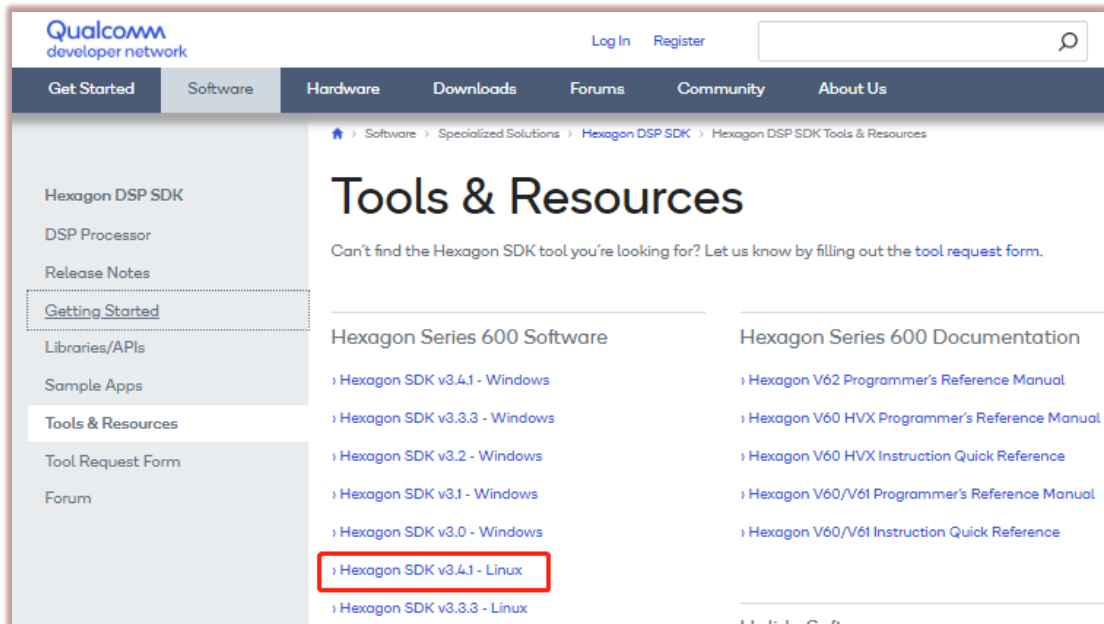 Qualcomm
developer network
Log In Register
Get Started Software Hardware Downloads Forums Community About Us
› Software › Specialized Solutions › Hexagon DSP SDK › Hexagon DSP SDK Tools & Resources
Hexagon DSP SDK
DSP Processor
Release Notes
Getting Started
Libraries/APIs
Sample Apps
Tools & Resources
Tool Request Form
Forum
Tools & Resources
Can't find the Hexagon SDK tool you're looking for? Let us know by filling out the tool request form.
Hexagon Series 600 Software
› Hexagon SDK v3.4.1 - Windows
› Hexagon SDK v3.3.3 - Windows
› Hexagon SDK v3.2 - Windows
› Hexagon SDK v3.1 - Windows
› Hexagon SDK v3.0 - Windows
› Hexagon SDK v3.4.1 - Linux
› Hexagon SDK v3.3.3 - Linux
Hexagon Series 600 Documentation
› Hexagon V62 Programmer's Reference Manual
› Hexagon V60 HVX Programmer's Reference Manual
› Hexagon V60 HVX Instruction Quick Reference
› Hexagon V60/V61 Programmer's Reference Manual
› Hexagon V60/V61 Instruction Quick Reference